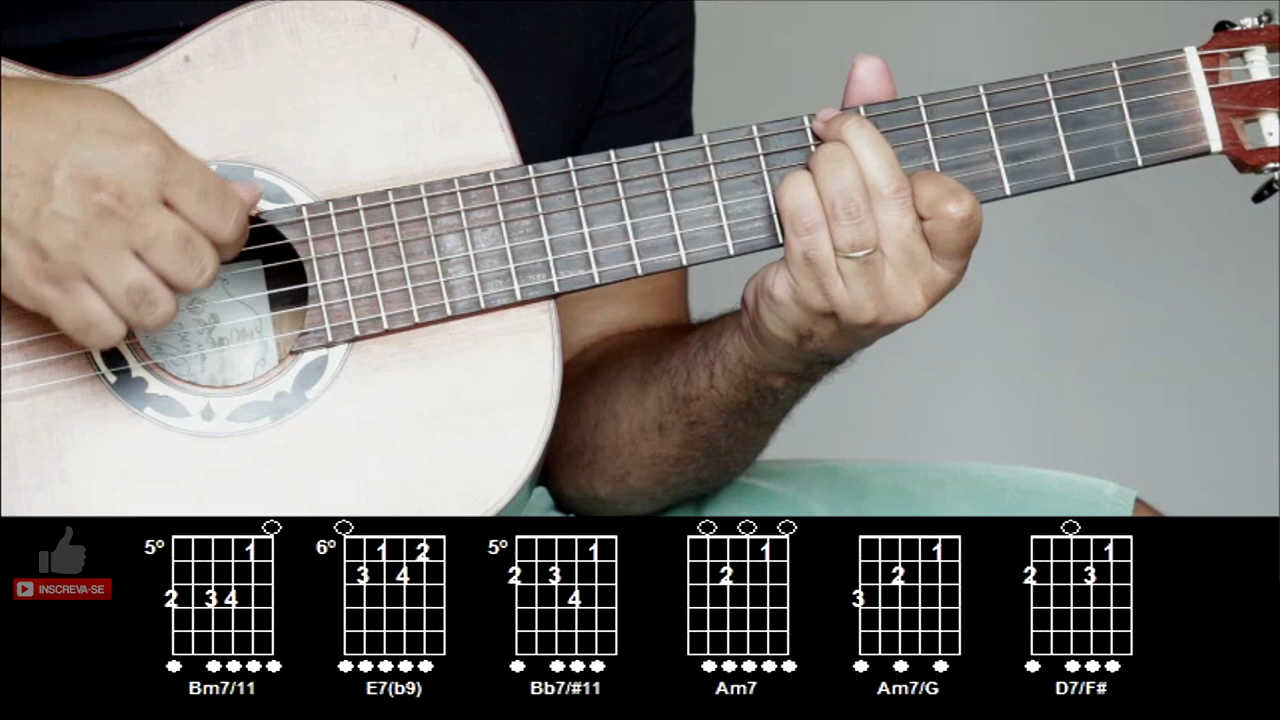 5º 1 2 3 4
6º 1 2 3 4
5º 1 2 3 4
1 2
1 2 3
1 2 3
INSCREVA-SE
Bm7/11 E7(b9) Bb7/#11 Am7 Am7/G D7/F#